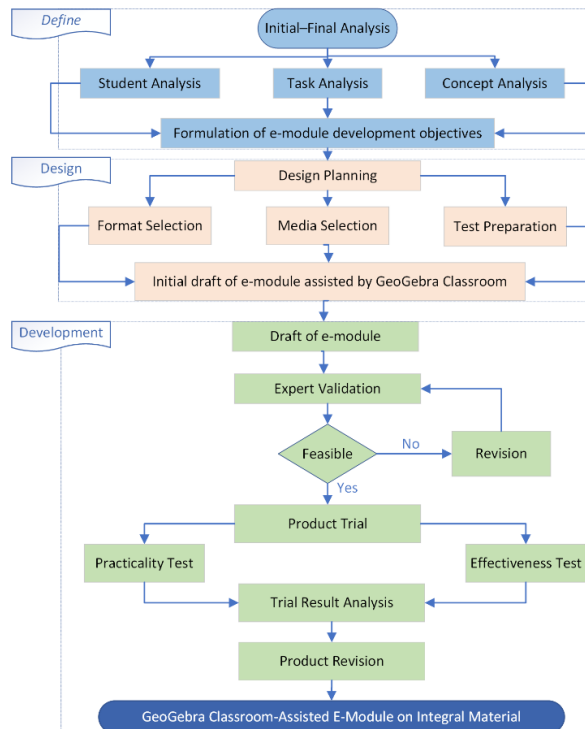 Define
Initial–Final Analysis
Student Analysis
Task Analysis
Concept Analysis
Formulation of e-module development objectives
Design
Design Planning
Format Selection
Media Selection
Test Preparation
Initial draft of e-module assisted by GeoGebra Classroom
Development
Draft of e-module
Expert Validation
Feasible
No
Revision
Yes
Product Trial
Practicality Test
Effectiveness Test
Trial Result Analysis
Product Revision
GeoGebra Classroom-Assisted E-Module on Integral Material